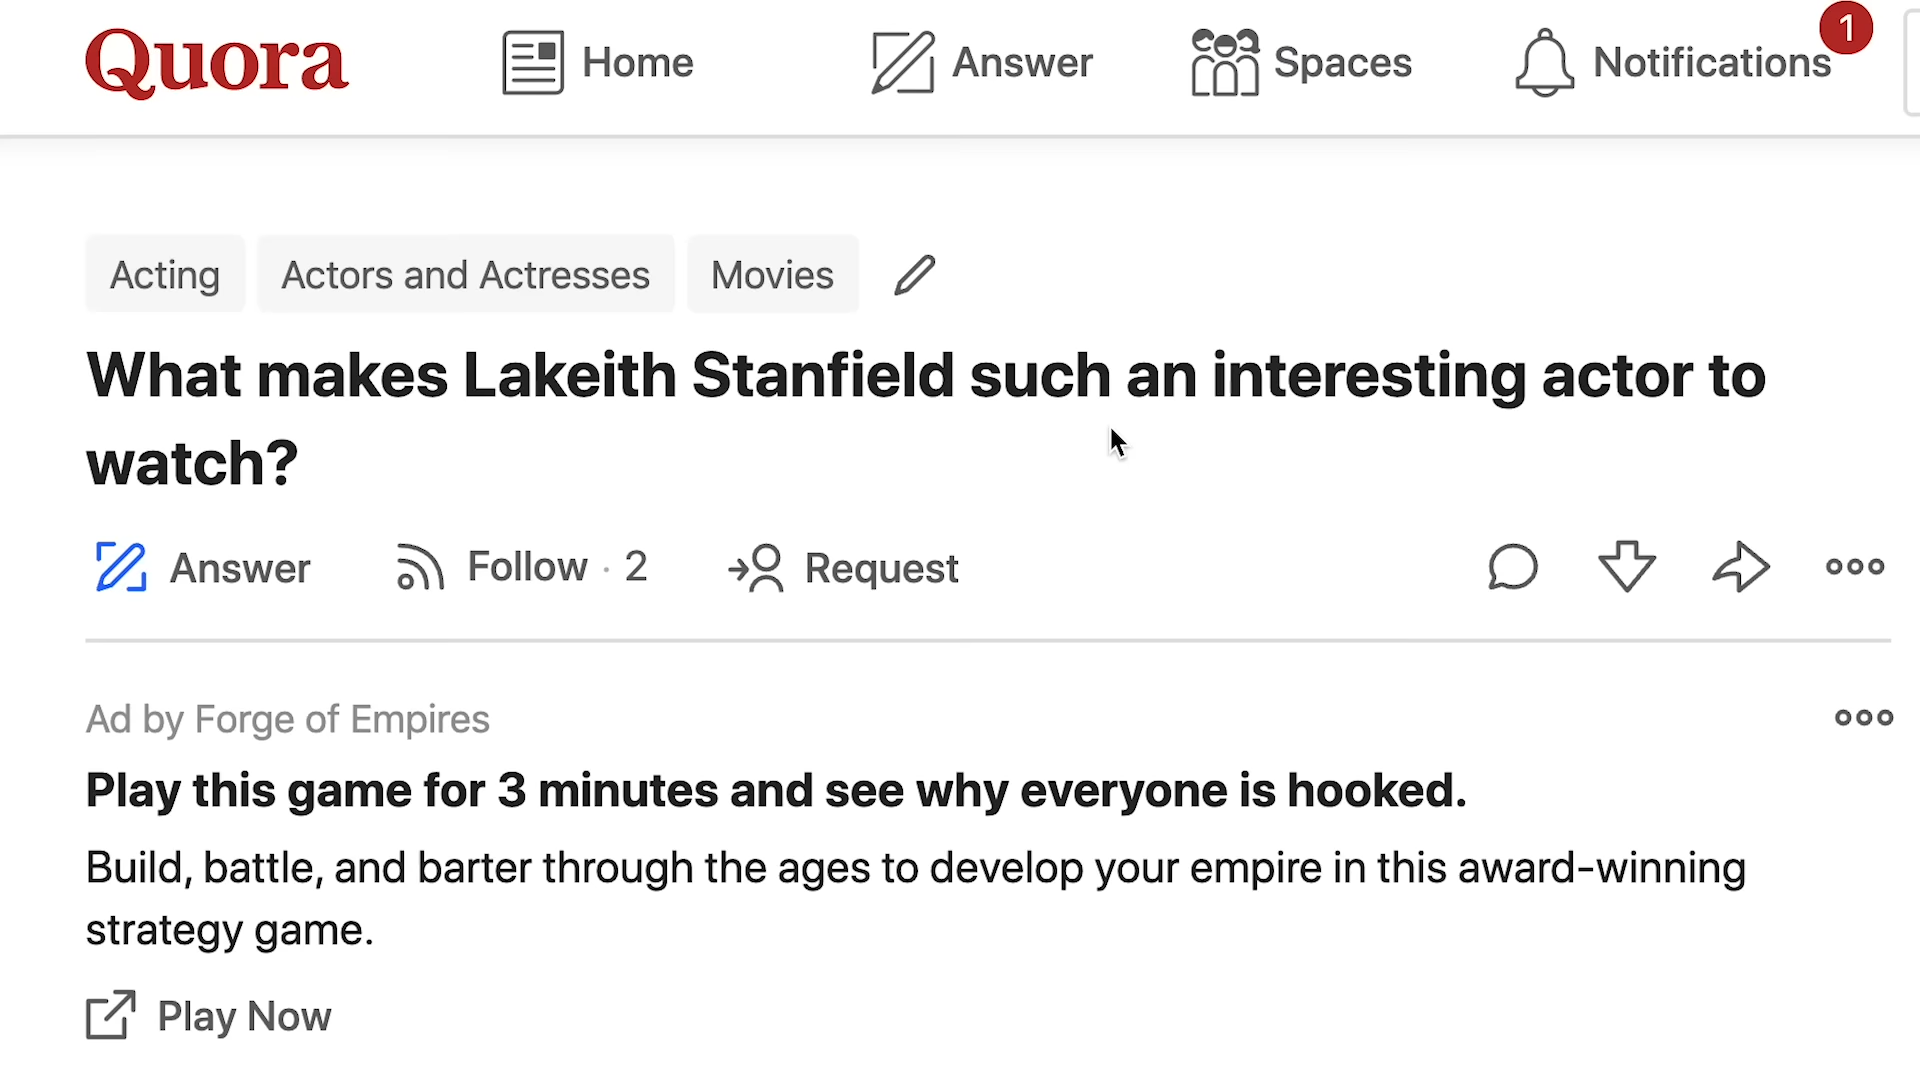 Quora Home Answer Spaces Notifications 1
Acting Actors and Actresses Movies
What makes Lakeith Stanfield such an interesting actor to
watch?
Answer Follow · 2 Request
Ad by Forge of Empires
Play this game for 3 minutes and see why everyone is hooked.
Build, battle, and barter through the ages to develop your empire in this award-winning
strategy game.
Play Now